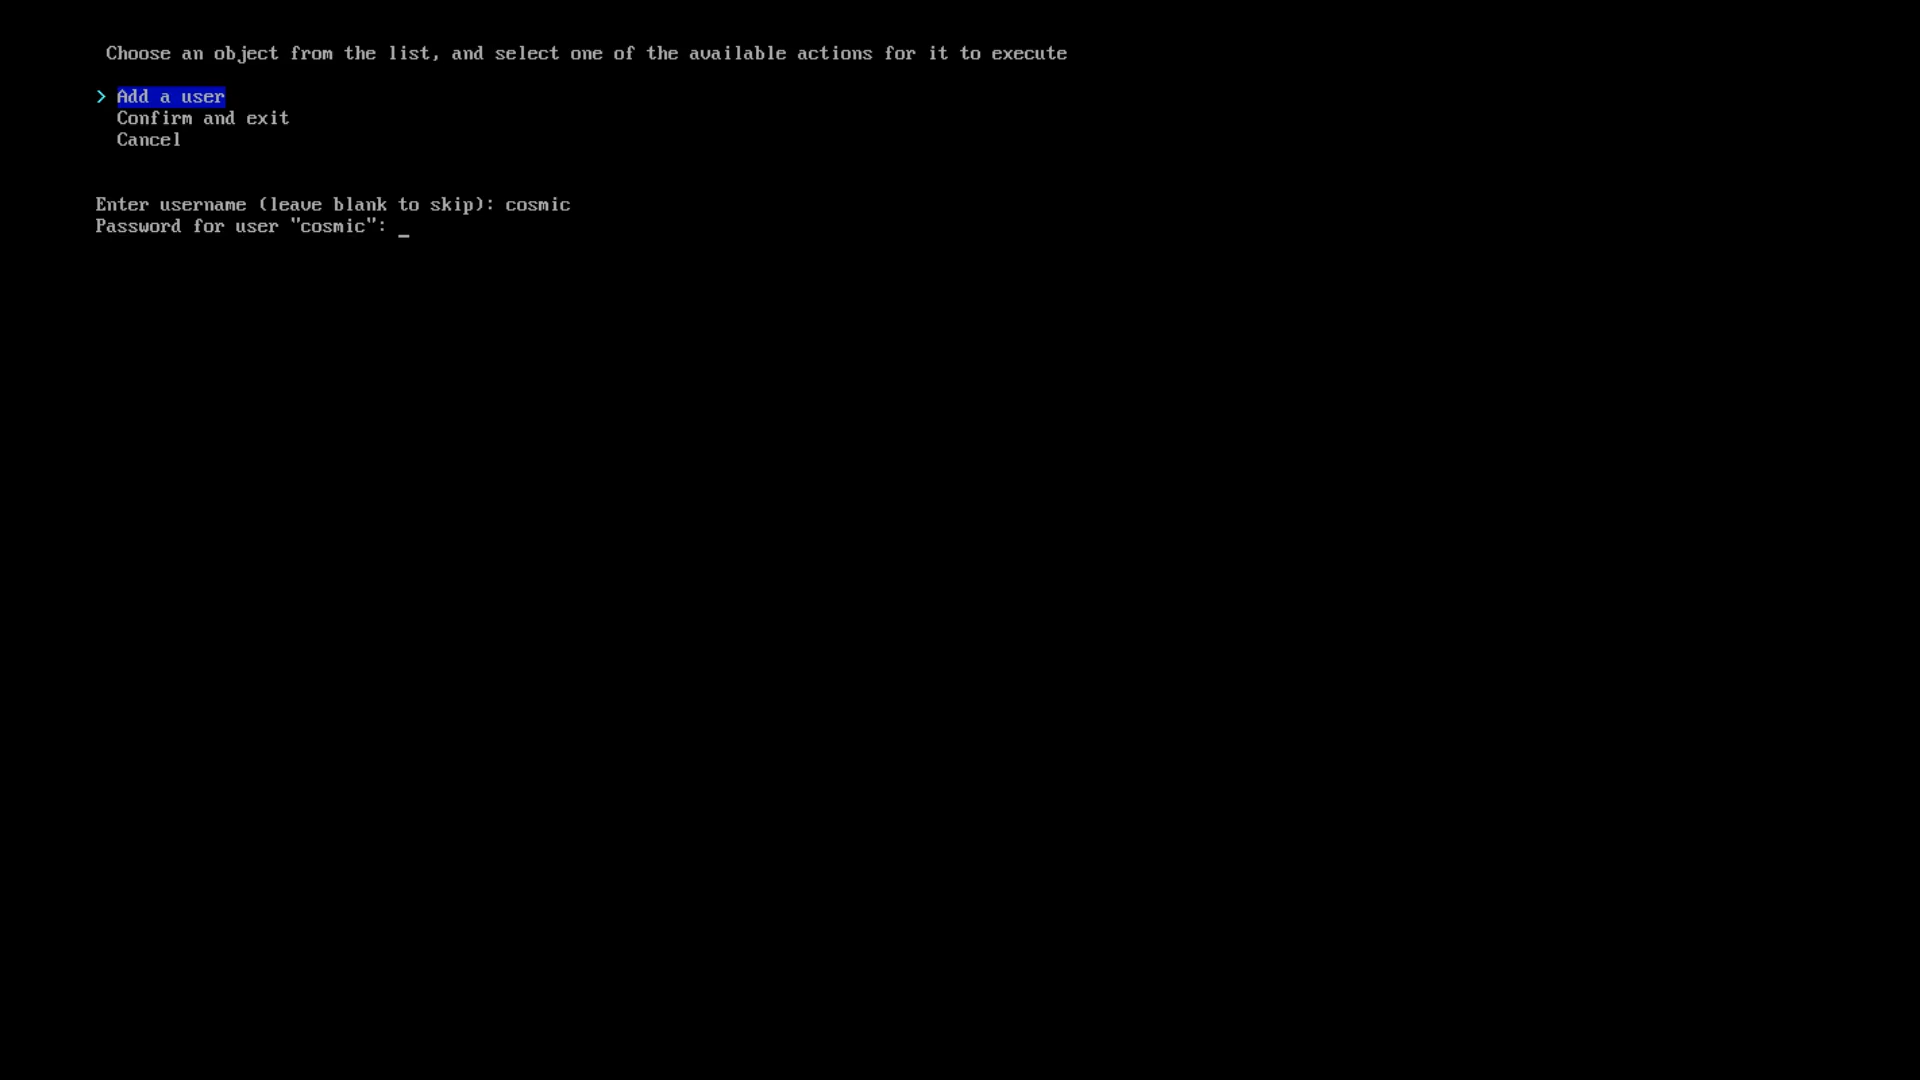 Choose an object from the list, and select one of the available actions for it to execute
> Add a user
Confirm and exit
Cancel
Enter username (leave blank to skip): cosmic
Password for user "cosmic": _